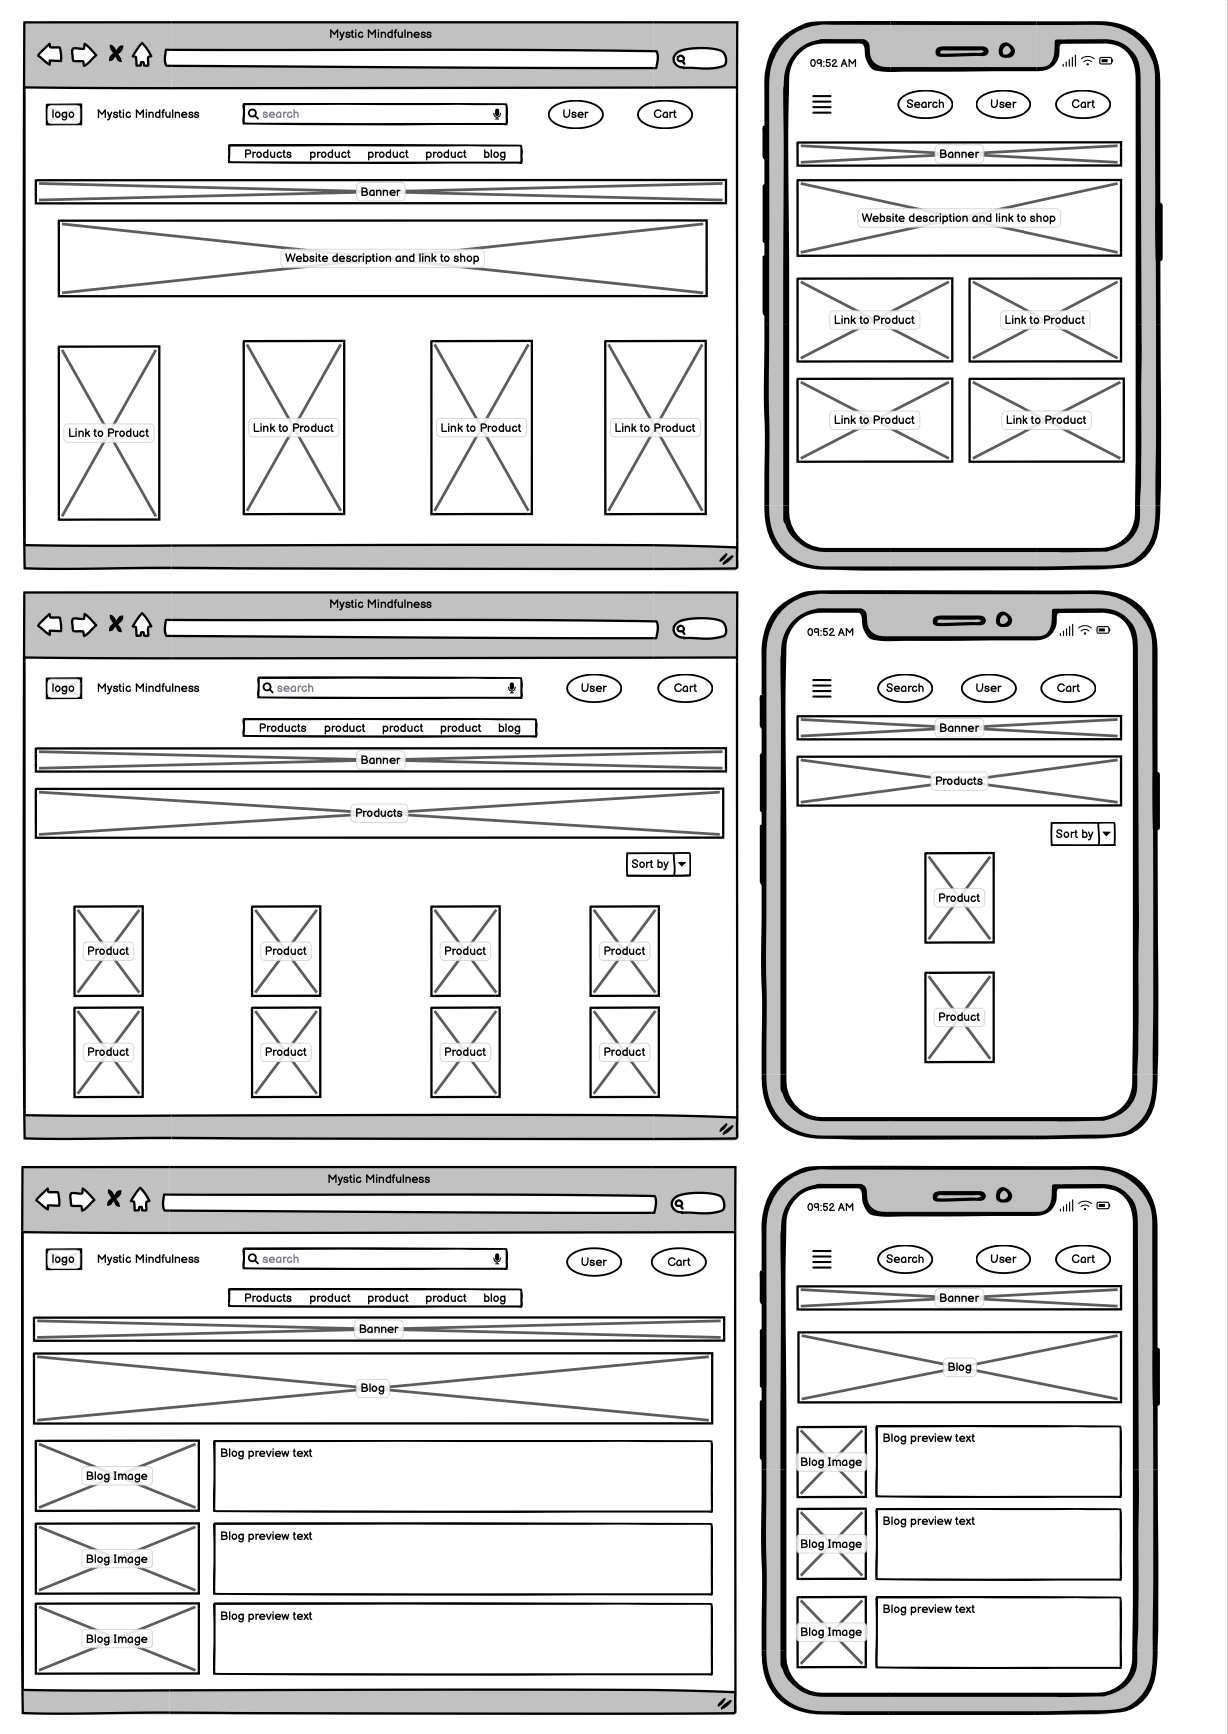 Mystic Mindfulness
logo Mystic Mindfulness search User Cart
Products product product product blog
Banner
Website description and link to shop
Link to Product Link to Product Link to Product Link to Product
09:52 AM
Search User Cart
Banner
Website description and link to shop
Link to Product Link to Product
Link to Product Link to Product
Mystic Mindfulness
logo Mystic Mindfulness search User Cart
Products product product product blog
Banner
Products
Sort by
Product Product Product Product
Product Product Product Product
09:52 AM
Search User Cart
Banner
Products
Sort by
Product
Product
Mystic Mindfulness
logo Mystic Mindfulness search User Cart
Products product product product blog
Banner
Blog
Blog Image Blog preview text
Blog Image Blog preview text
Blog Image Blog preview text
09:52 AM
Search User Cart
Banner
Blog
Blog Image Blog preview text
Blog Image Blog preview text
Blog Image Blog preview text